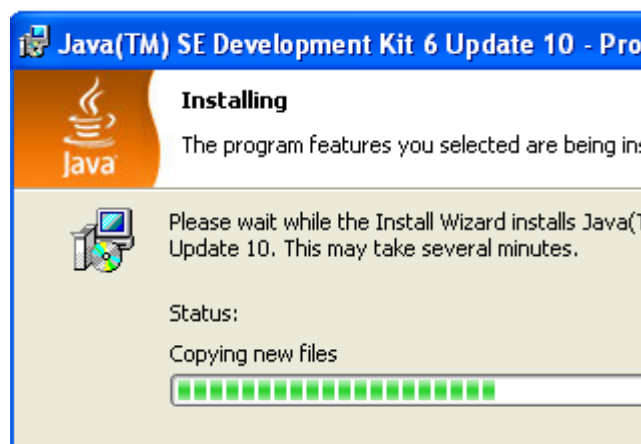 Java(TM) SE Development Kit 6 Update 10 - Pro
Java
Installing
The program features you selected are being ins
Please wait while the Install Wizard installs Java(T
Update 10. This may take several minutes.
Status:
Copying new files